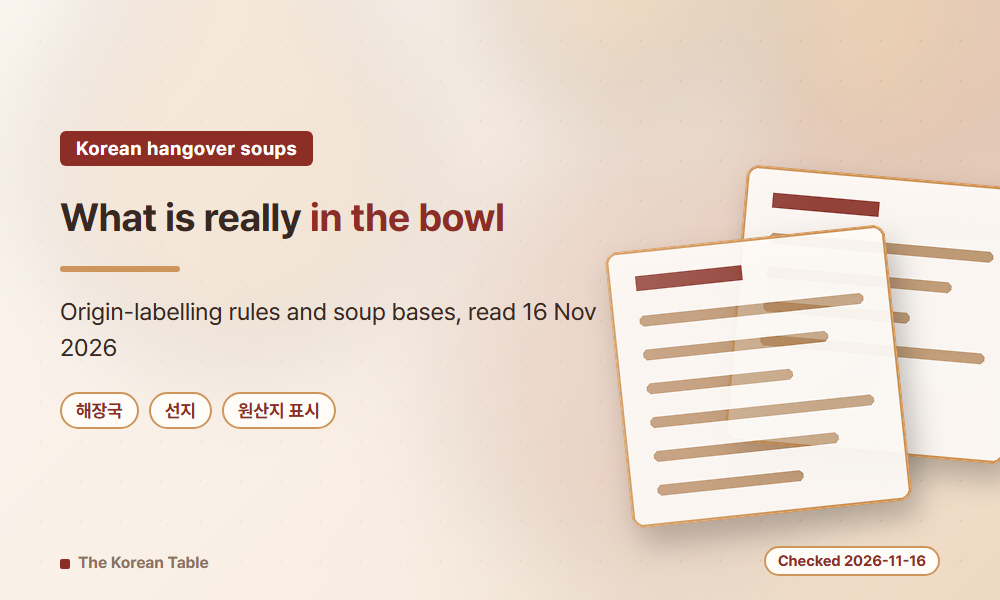 Korean hangover soups
What is really in the bowl
Origin-labelling rules and soup bases, read 16 Nov
2026
해장국
선지
원산지 표시
The Korean Table
Checked 2026-11-16